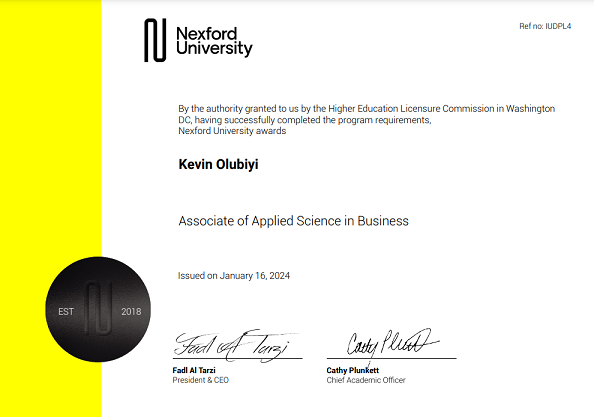 Nexford
University
Ref no: IUDPL4
By the authority granted to us by the Higher Education Licensure Commission in Washington
DC, having successfully completed the program requirements,
Nexford University awards
Kevin Olubiyi
Associate of Applied Science in Business
Issued on January 16, 2024
EST 2018
Fadl Al Tarzi Cathy Plunkett
Fadl Al Tarzi Cathy Plunkett
President & CEO Chief Academic Officer